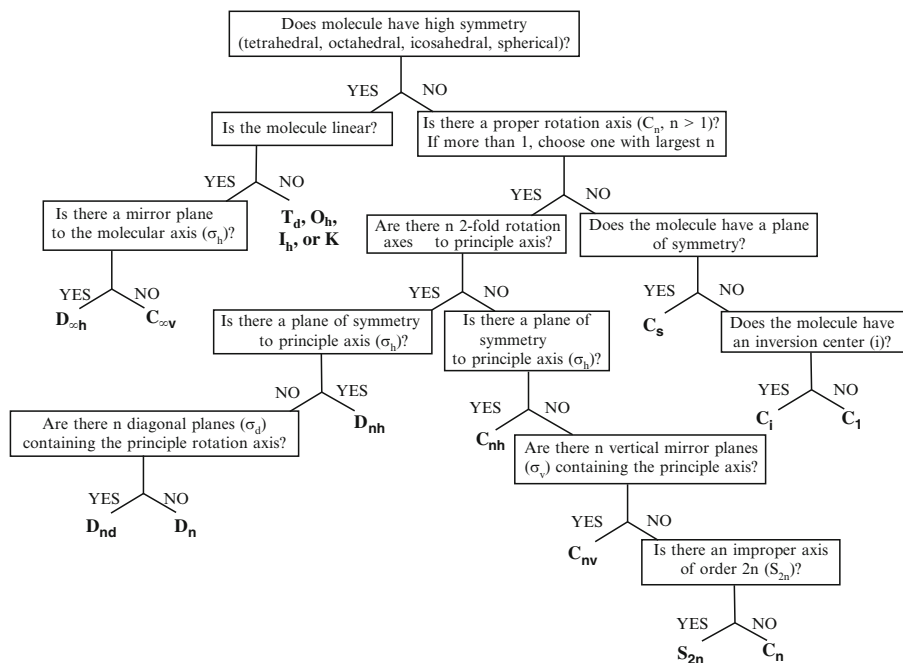 Does molecule have high symmetry
(tetrahedral, octahedral, icosahedral, spherical)?
YES
NO
Is the molecule linear?
Is there a proper rotation axis (Cₙ, n > 1)?
If more than 1, choose one with largest n
YES
NO
YES
NO
Is there a mirror plane
to the molecular axis (σₕ)?
T_d, Oₕ,
Iₕ, or K
Are there n 2-fold rotation
axes to principle axis?
Does the molecule have a plane
of symmetry?
YES
NO
YES
NO
YES
NO
D∞ₕ
C∞ᵥ
Is there a plane of symmetry
to principle axis (σₕ)?
Is there a plane of
symmetry
to principle axis (σₕ)?
Cₛ
Does the molecule have
an inversion center (i)?
NO
YES
YES
NO
YES
NO
Are there n diagonal planes (σ_d)
containing the principle rotation axis?
Dₙₕ
Cₙₕ
Cᵢ
C₁
Are there n vertical mirror planes
(σᵥ) containing the principle axis?
YES
NO
D_nd
Dₙ
YES
NO
Cₙᵥ
Is there an improper axis
of order 2n (S₂ₙ)?
YES
NO
S₂ₙ
Cₙ